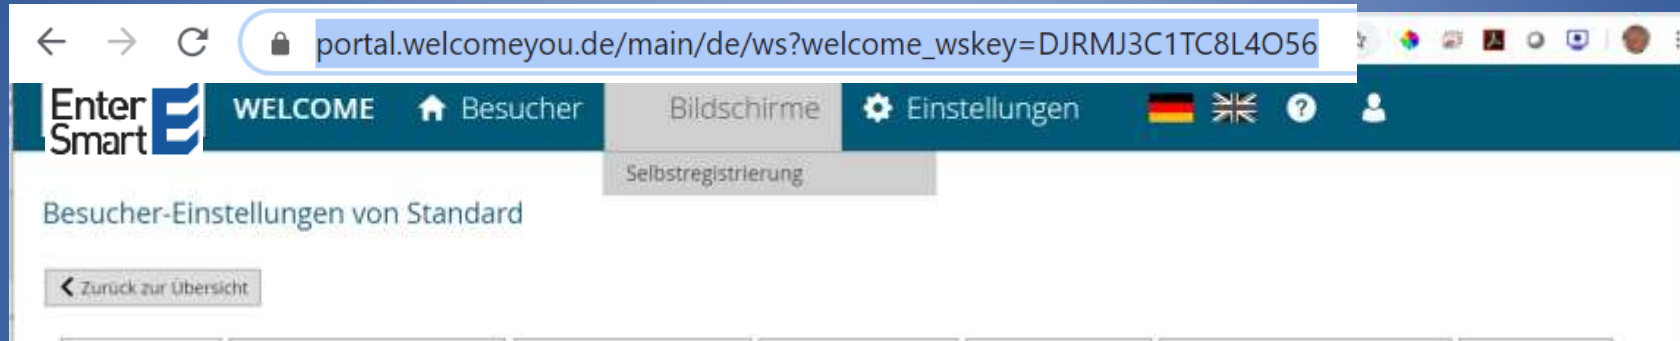 portal.welcomeyou.de/main/de/ws?welcome_wskey=DJRMJ3C1TC8L4O56
Enter
Smart
WELCOME Besucher Bildschirme Einstellungen ?
Selbstregistrierung
Besucher-Einstellungen von Standard
Zurück zur Übersicht